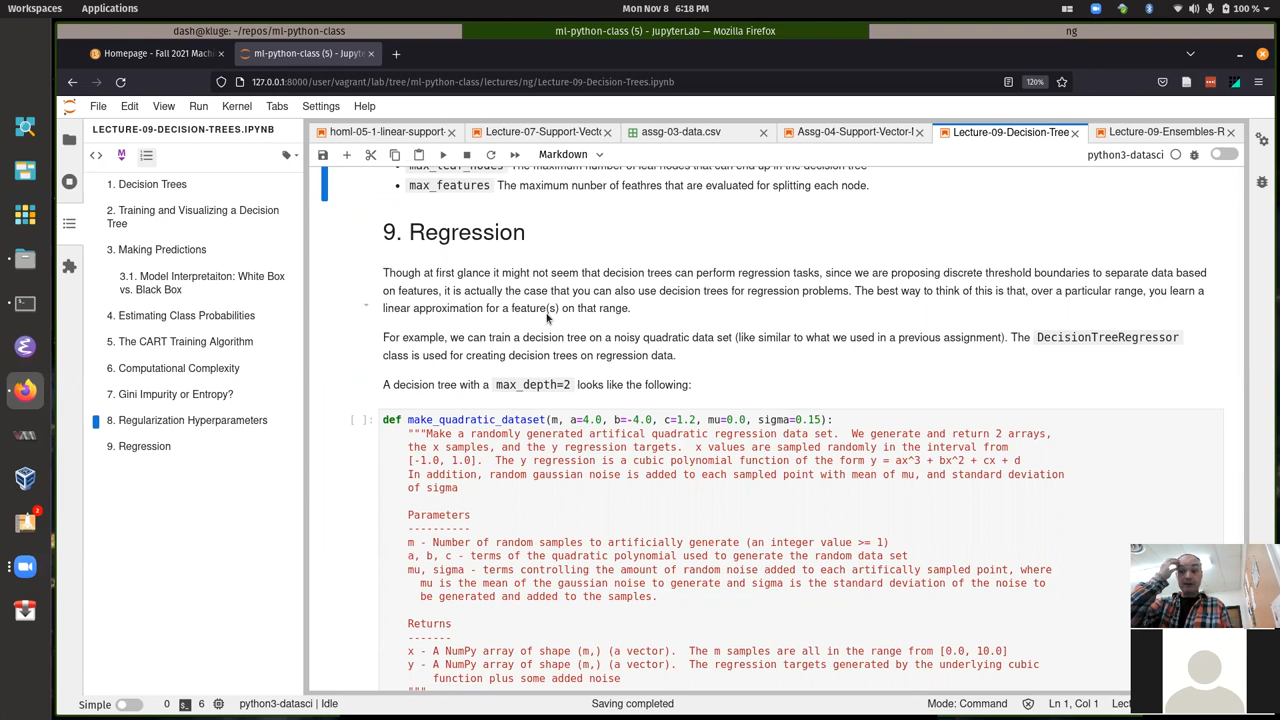 Workspaces Applications Mon Nov 8 6:18 PM 100 %
dash@kluge: ~/repos/ml-python-class ml-python-class (5) - JupyterLab — Mozilla Firefox ng
Homepage - Fall 2021 Machi ml-python-class (5) - Jupyte
127.0.0.1:8000/user/vagrant/lab/tree/ml-python-class/lectures/ng/Lecture-09-Decision-Trees.ipynb 120%
File Edit View Run Kernel Tabs Settings Help
LECTURE-09-DECISION-TREES.IPYNB
homl-05-1-linear-support- Lecture-07-Support-Vecto assg-03-data.csv Assg-04-Support-Vector-I Lecture-09-Decision-Tree Lecture-09-Ensembles-R
Markdown python3-datasci
1. Decision Trees
2. Training and Visualizing a Decision
Tree
3. Making Predictions
3.1. Model Interpretaiton: White Box
vs. Black Box
4. Estimating Class Probabilities
5. The CART Training Algorithm
6. Computational Complexity
7. Gini Impurity or Entropy?
8. Regularization Hyperparameters
9. Regression
max_leaf_nodes The maximum number of leaf nodes that can end up in the decision tree
• max_features The maximum nunber of feathres that are evaluated for splitting each node.
9. Regression
Though at first glance it might not seem that decision trees can perform regression tasks, since we are proposing discrete threshold boundaries to separate data based
on features, it is actually the case that you can also use decision trees for regression problems. The best way to think of this is that, over a particular range, you learn a
linear approximation for a feature(s) on that range.
For example, we can train a decision tree on a noisy quadratic data set (like similar to what we used in a previous assignment). The DecisionTreeRegressor
class is used for creating decision trees on regression data.
A decision tree with a max_depth=2 looks like the following:
[ ]: def make_quadratic_dataset(m, a=4.0, b=-4.0, c=1.2, mu=0.0, sigma=0.15):
"""Make a randomly generated artifical quadratic regression data set. We generate and return 2 arrays,
the x samples, and the y regression targets. x values are sampled randomly in the interval from
[-1.0, 1.0]. The y regression is a cubic polynomial function of the form y = ax^3 + bx^2 + cx + d
In addition, random gaussian noise is added to each sampled point with mean of mu, and standard deviation
of sigma
Parameters
----------
m - Number of random samples to artificially generate (an integer value >= 1)
a, b, c - terms of the quadratic polynomial used to generate the random data set
mu, sigma - terms controlling the amount of random noise added to each artifically sampled point, where
mu is the mean of the gaussian noise to generate and sigma is the standard deviation of the noise to
be generated and added to the samples.
Returns
-------
x - A NumPy array of shape (m,) (a vector). The m samples are all in the range from [0.0, 10.0]
y - A NumPy array of shape (m,) (a vector). The regression targets generated by the underlying cubic
function plus some added noise
"""
Simple 0 6 python3-datasci | Idle Saving completed Mode: Command Ln 1, Col 1 Lect